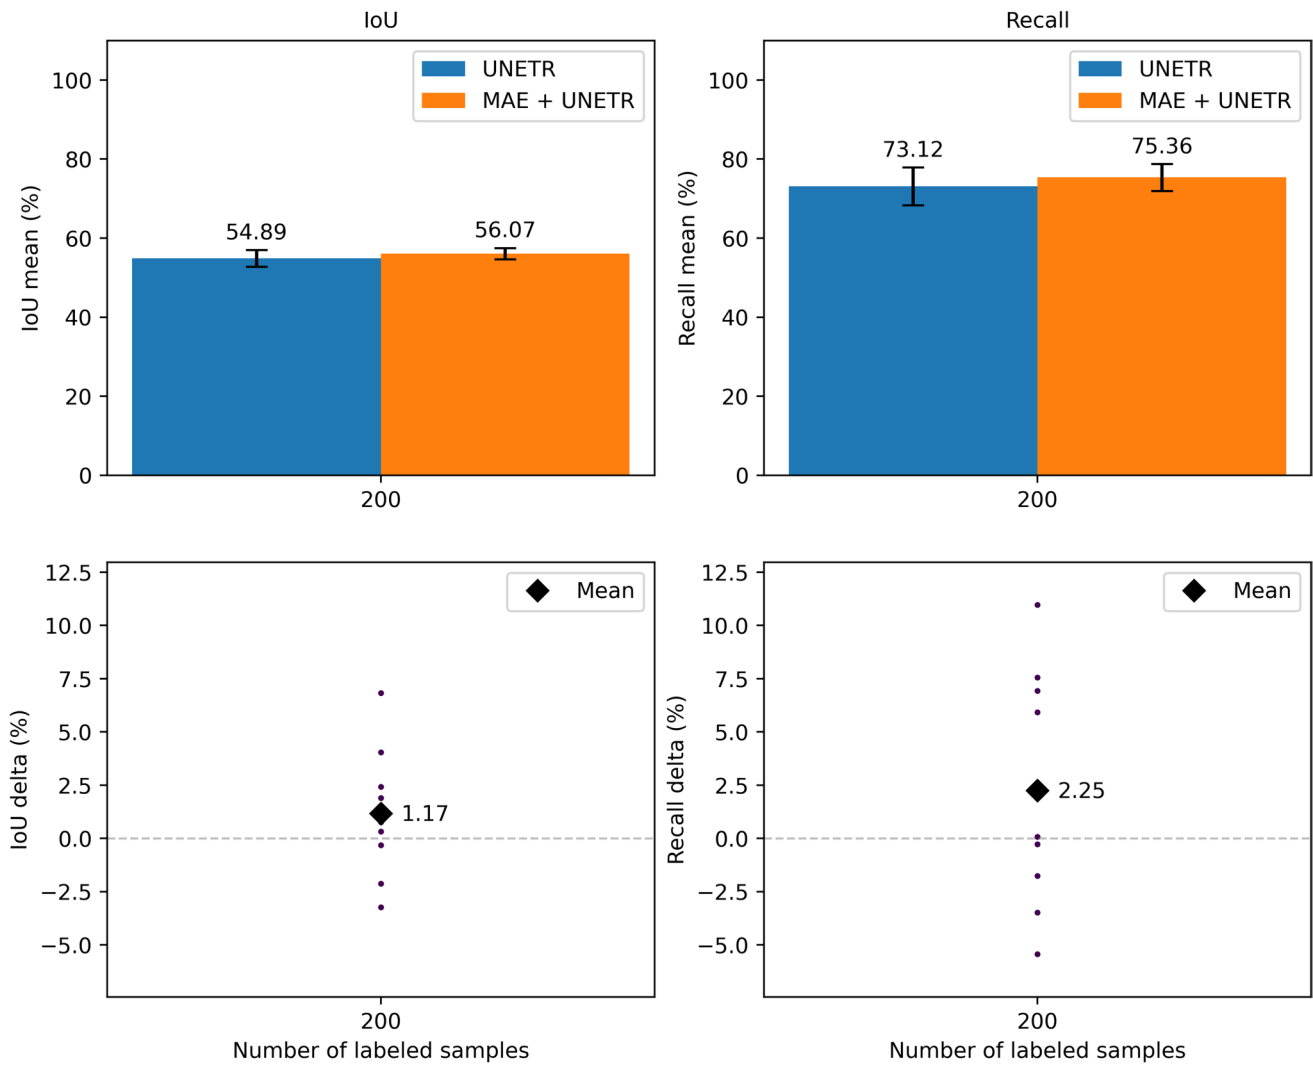 IoU
IoU mean (%)
100
80
60
40
20
0
UNETR
MAE + UNETR
54.89
56.07
200
Recall
Recall mean (%)
100
80
60
40
20
0
UNETR
MAE + UNETR
73.12
75.36
200
IoU delta (%)
12.5
10.0
7.5
5.0
2.5
0.0
−2.5
−5.0
Mean
1.17
200
Number of labeled samples
Recall delta (%)
12.5
10.0
7.5
5.0
2.5
0.0
−2.5
−5.0
Mean
2.25
200
Number of labeled samples